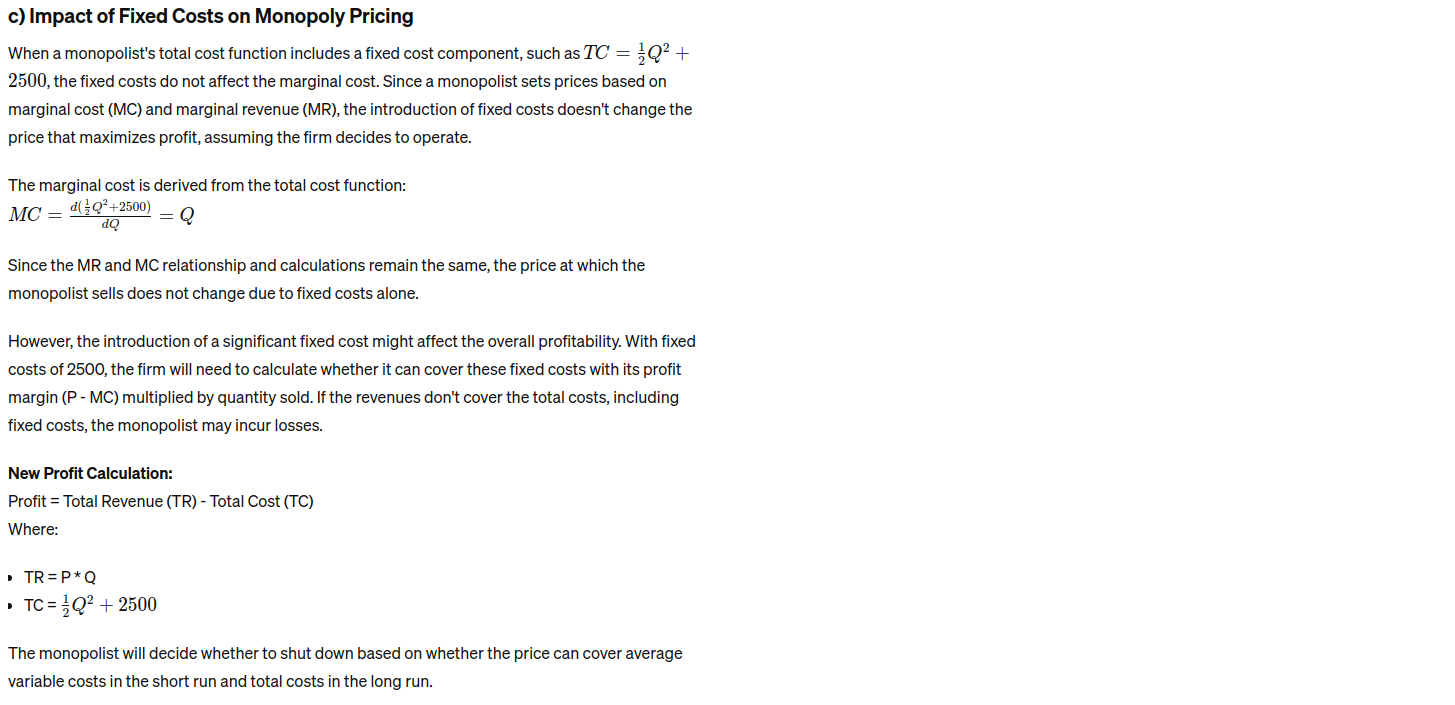 c) Impact of Fixed Costs on Monopoly Pricing
When a monopolist's total cost function includes a fixed cost component, such as TC = ½Q² +
2500, the fixed costs do not affect the marginal cost. Since a monopolist sets prices based on
marginal cost (MC) and marginal revenue (MR), the introduction of fixed costs doesn't change the
price that maximizes profit, assuming the firm decides to operate.
The marginal cost is derived from the total cost function:
MC = d(½Q²+2500)/dQ = Q
Since the MR and MC relationship and calculations remain the same, the price at which the
monopolist sells does not change due to fixed costs alone.
However, the introduction of a significant fixed cost might affect the overall profitability. With fixed
costs of 2500, the firm will need to calculate whether it can cover these fixed costs with its profit
margin (P - MC) multiplied by quantity sold. If the revenues don't cover the total costs, including
fixed costs, the monopolist may incur losses.
New Profit Calculation:
Profit = Total Revenue (TR) - Total Cost (TC)
Where:
• TR = P * Q
• TC = ½Q² + 2500
The monopolist will decide whether to shut down based on whether the price can cover average
variable costs in the short run and total costs in the long run.